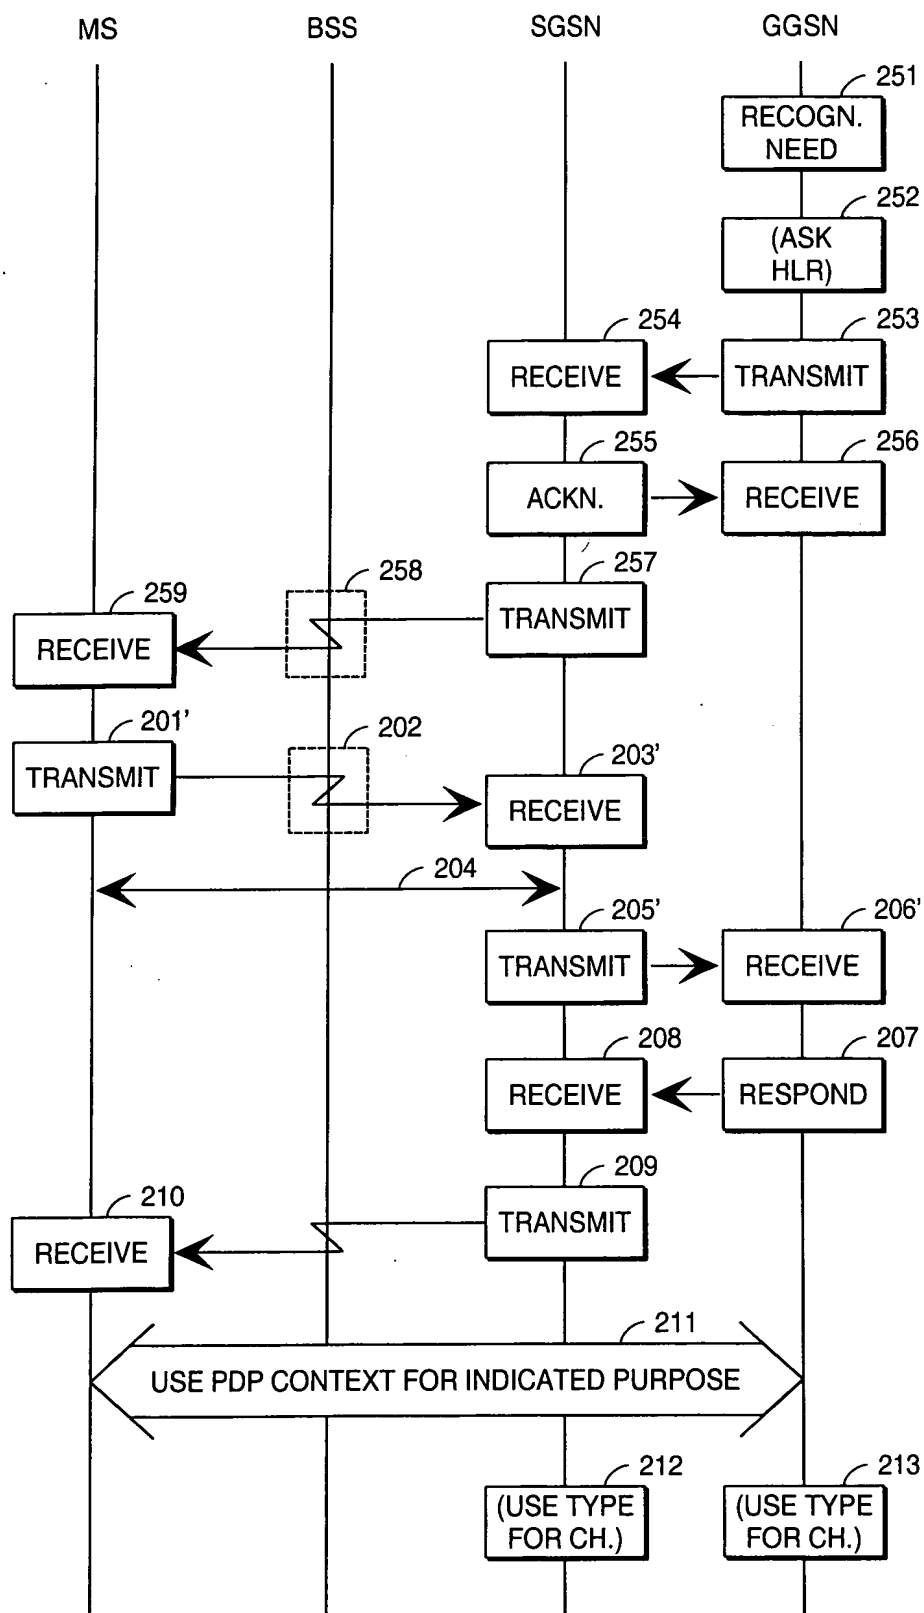 MS BSS SGSN GGSN
251
RECOGN.
NEED
252
(ASK
HLR)
254 253
RECEIVE TRANSMIT
255 256
ACKN. RECEIVE
257
258
259
TRANSMIT
RECEIVE
201'
202
203'
TRANSMIT
RECEIVE
204
205' 206'
TRANSMIT RECEIVE
208 207
RECEIVE RESPOND
209
210
TRANSMIT
RECEIVE
211
USE PDP CONTEXT FOR INDICATED PURPOSE
212 213
(USE TYPE (USE TYPE
FOR CH.) FOR CH.)